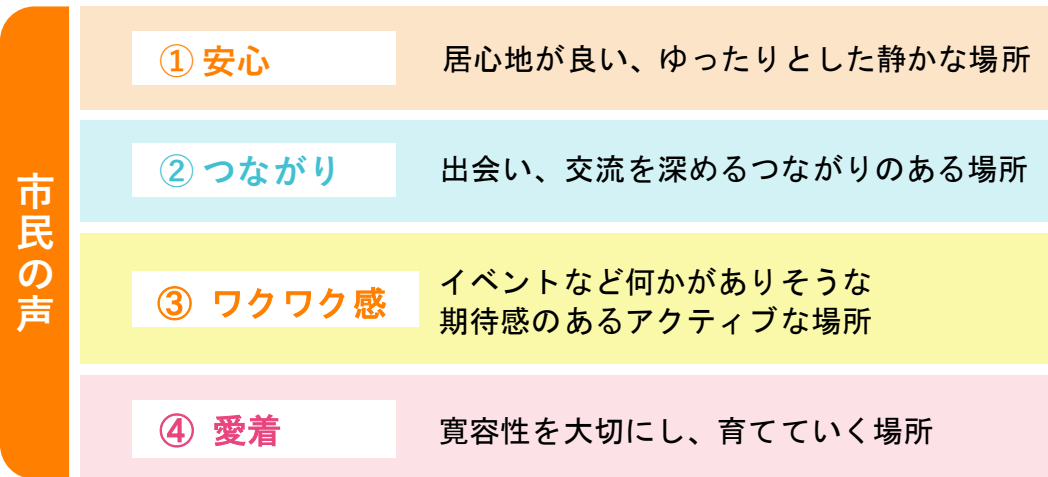 市民の声
① 安心
居心地が良い、ゆったりとした静かな場所
② つながり
出会い、交流を深めるつながりのある場所
③ ワクワク感
イベントなど何かがありそうな
期待感のあるアクティブな場所
④ 愛着
寛容性を大切にし、育てていく場所